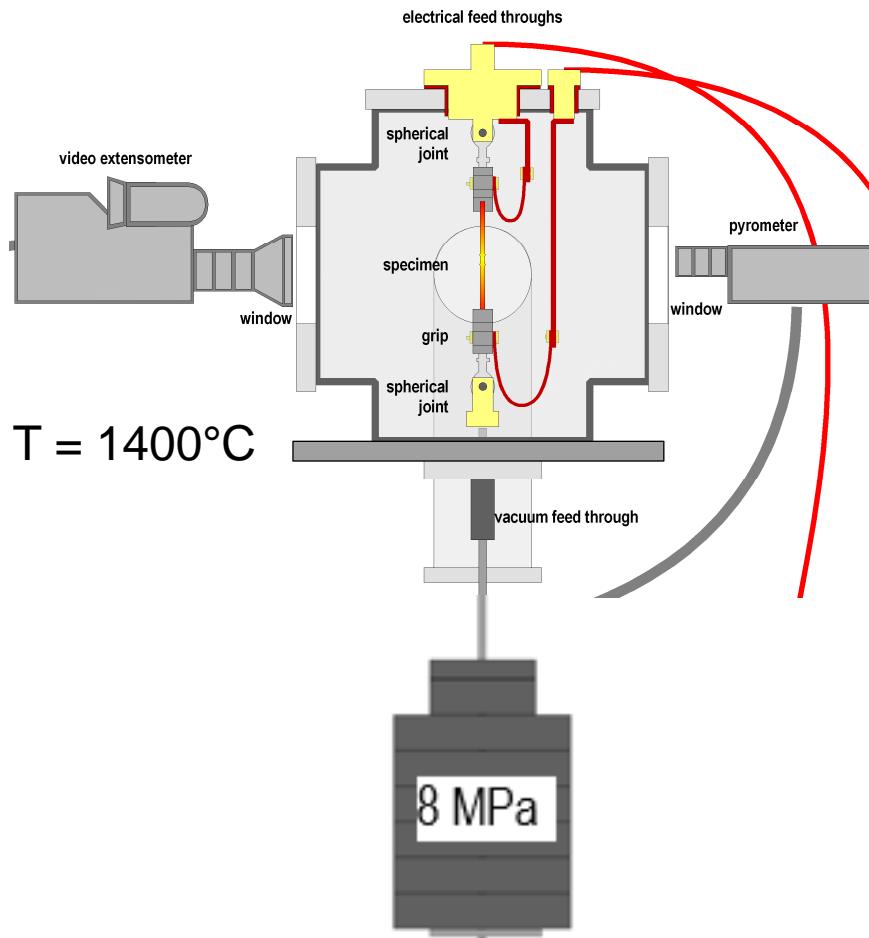 electrical feed throughs
spherical
joint
video extensometer
pyrometer
specimen
window
window
grip
spherical
joint
T = 1400°C
vacuum feed through
8 MPa